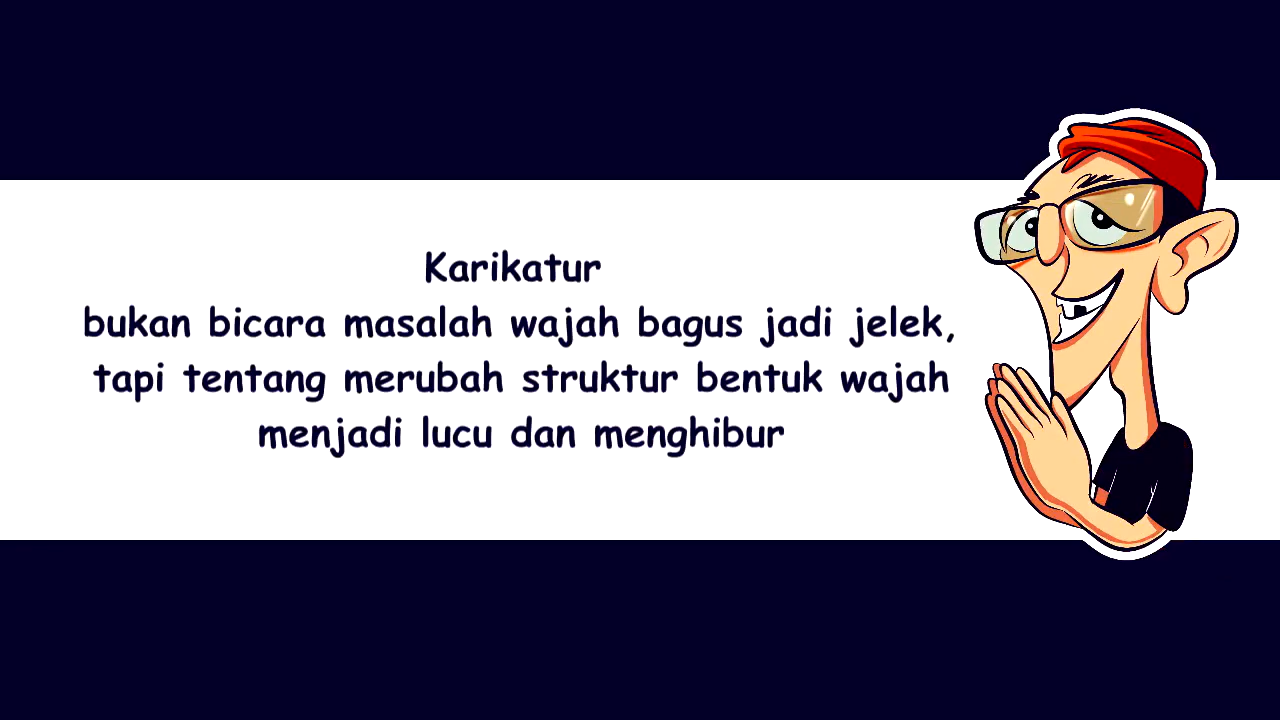 Karikatur
bukan bicara masalah wajah bagus jadi jelek,
tapi tentang merubah struktur bentuk wajah
menjadi lucu dan menghibur